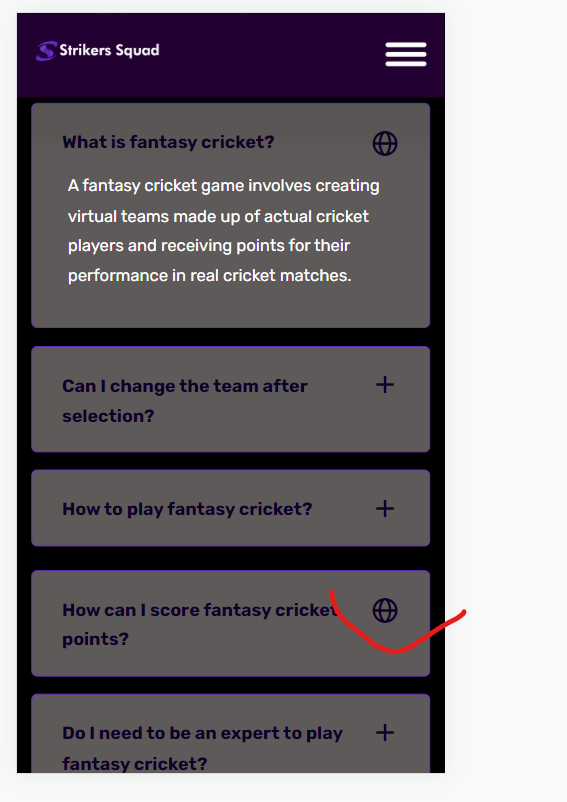 Strikers Squad
What is fantasy cricket?
A fantasy cricket game involves creating
virtual teams made up of actual cricket
players and receiving points for their
performance in real cricket matches.
Can I change the team after
selection?
How to play fantasy cricket?
How can I score fantasy cricket
points?
Do I need to be an expert to play
fantasy cricket?